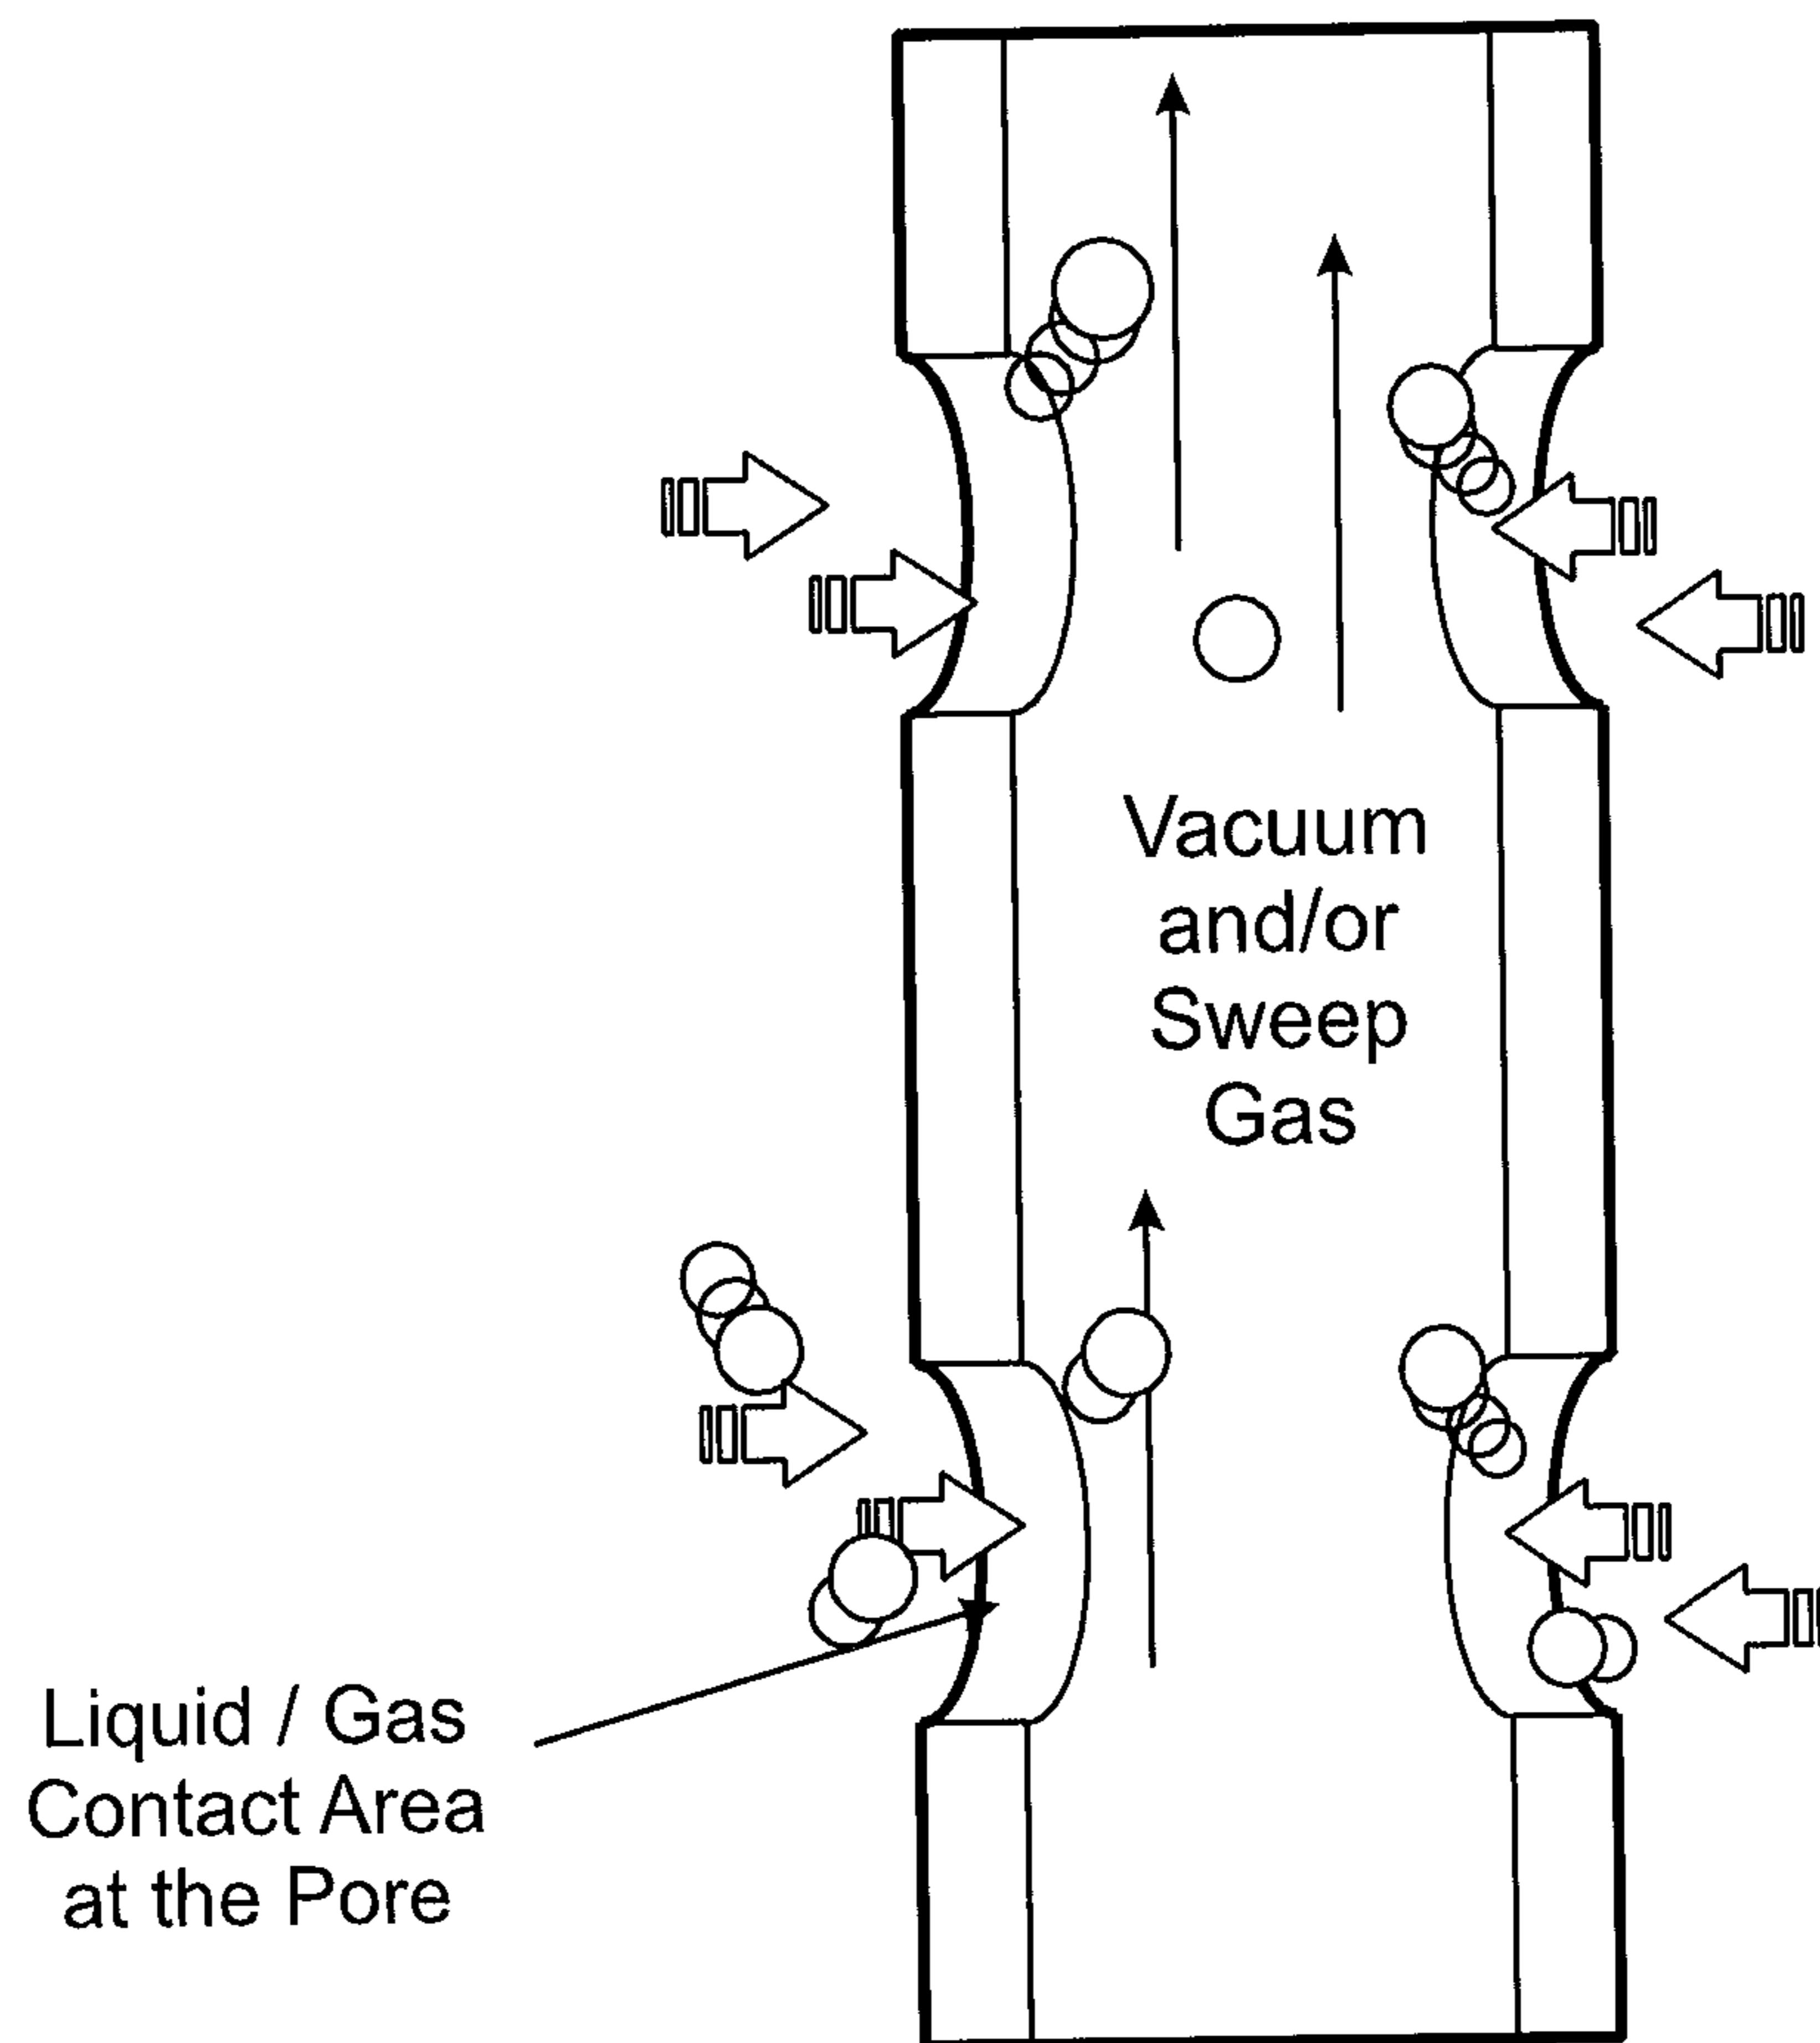 Vacuum
and/or
Sweep
Gas
Liquid / Gas
Contact Area
at the Pore